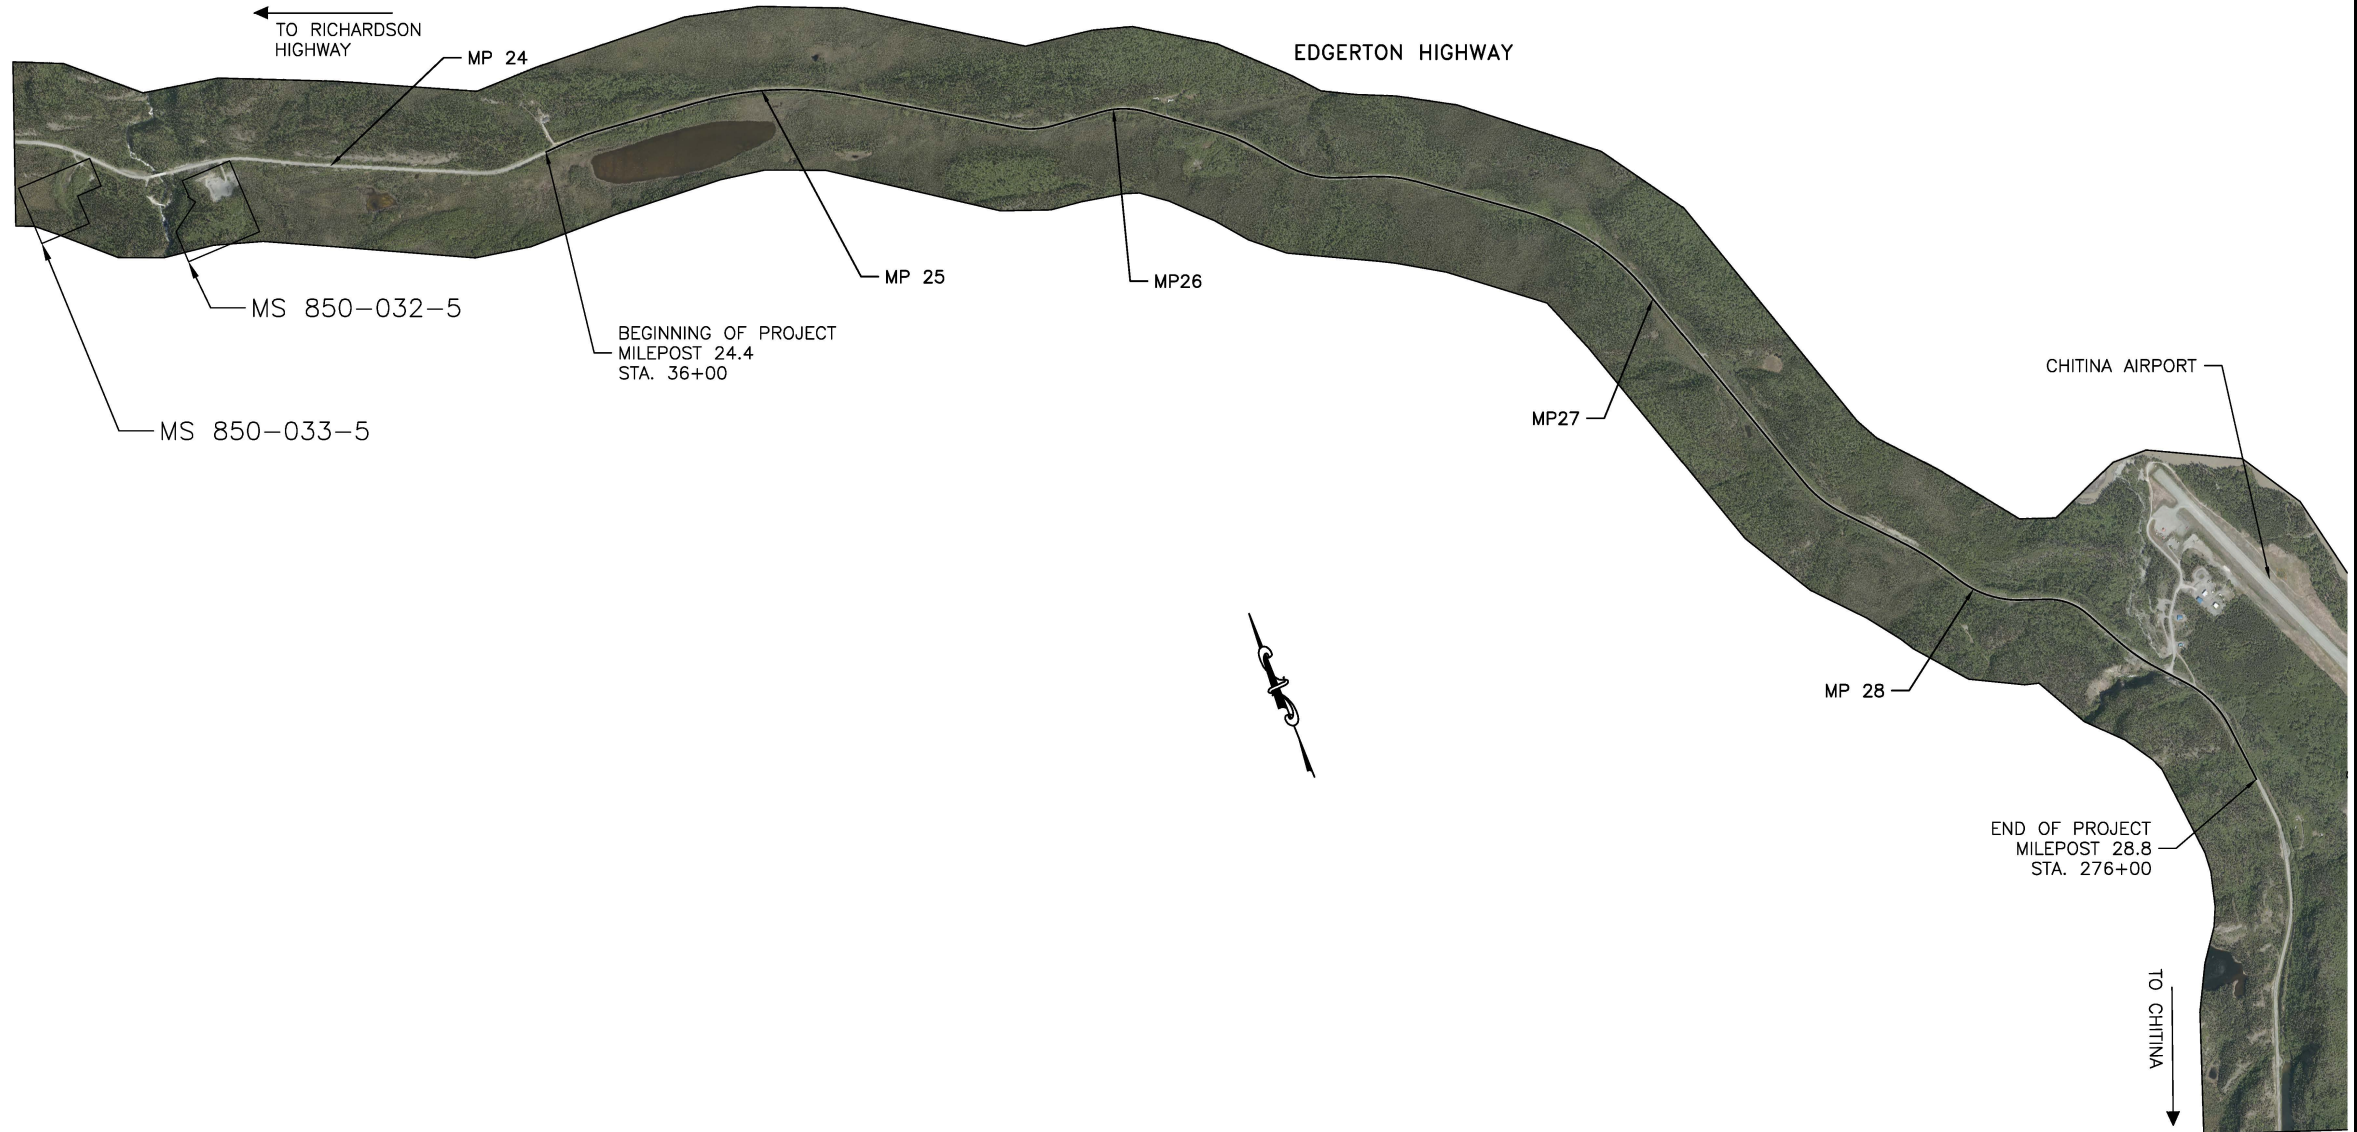 TO RICHARDSON
HIGHWAY
MP 24
EDGERTON HIGHWAY
MP 25
MP26
MS 850-032-5
BEGINNING OF PROJECT
MILEPOST 24.4
STA. 36+00
MS 850-033-5
CHITINA AIRPORT
MP27
MP 28
END OF PROJECT
MILEPOST 28.8
STA. 276+00
TO CHITINA